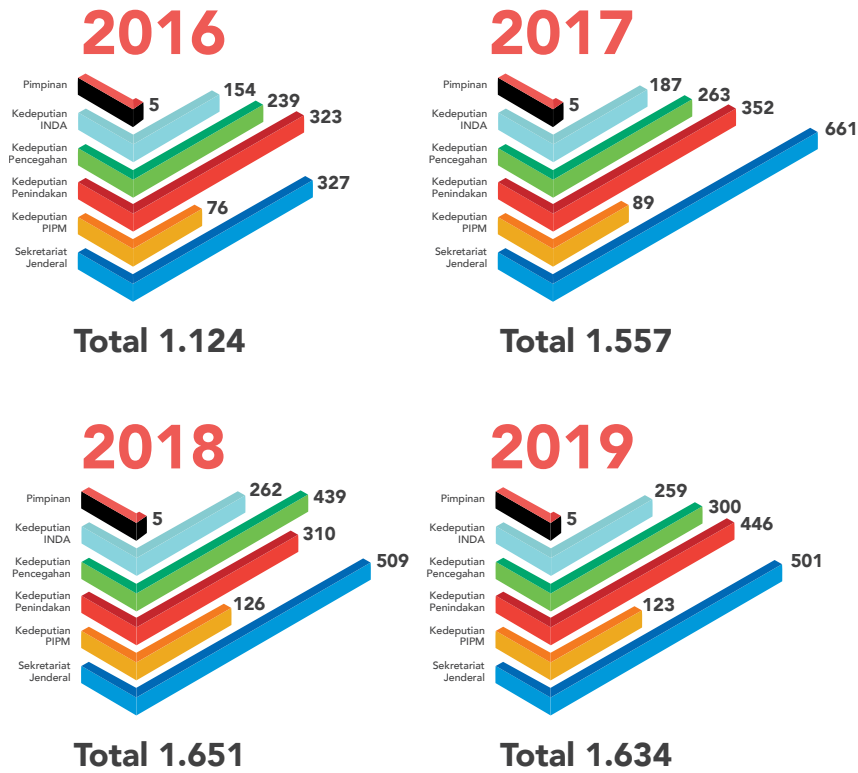 2016
Pimpinan
5
Kedeputian
INDA
154
Kedeputian
Pencegahan
239
Kedeputian
Penindakan
323
Kedeputian
PIPM
76
Sekretariat
Jenderal
327
Total 1.124
2017
Pimpinan
5
Kedeputian
INDA
187
Kedeputian
Pencegahan
263
Kedeputian
Penindakan
352
Kedeputian
PIPM
89
Sekretariat
Jenderal
661
Total 1.557
2018
Pimpinan
5
Kedeputian
INDA
262
Kedeputian
Pencegahan
439
Kedeputian
Penindakan
310
Kedeputian
PIPM
126
Sekretariat
Jenderal
509
Total 1.651
2019
Pimpinan
5
Kedeputian
INDA
259
Kedeputian
Pencegahan
300
Kedeputian
Penindakan
446
Kedeputian
PIPM
123
Sekretariat
Jenderal
501
Total 1.634